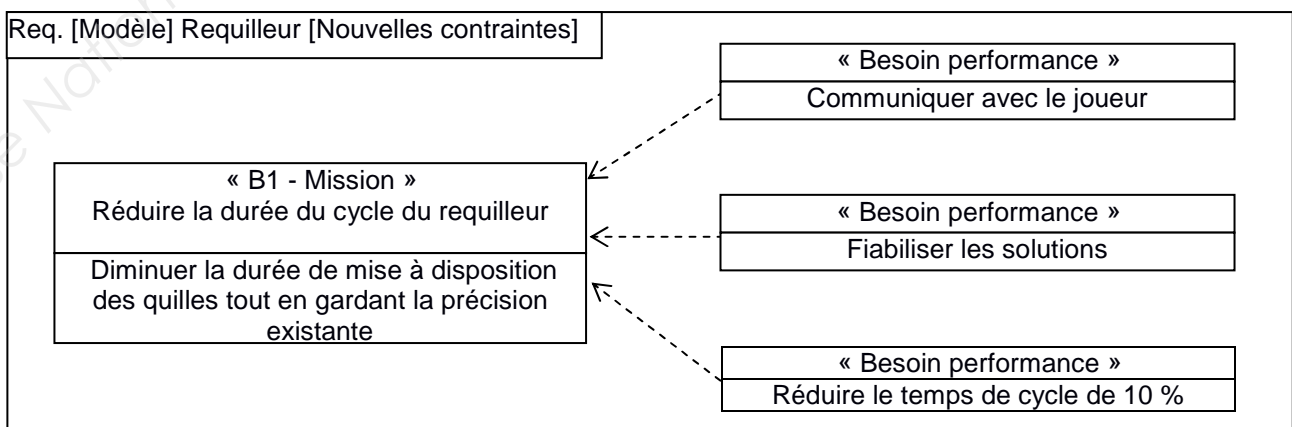 Req. [Modèle] Requilleur [Nouvelles contraintes]
« Besoin performance »
Communiquer avec le joueur
« B1 - Mission »
Réduire la durée du cycle du requilleur
Diminuer la durée de mise à disposition
des quilles tout en gardant la précision
existante
« Besoin performance »
Fiabiliser les solutions
« Besoin performance »
Réduire le temps de cycle de 10 %